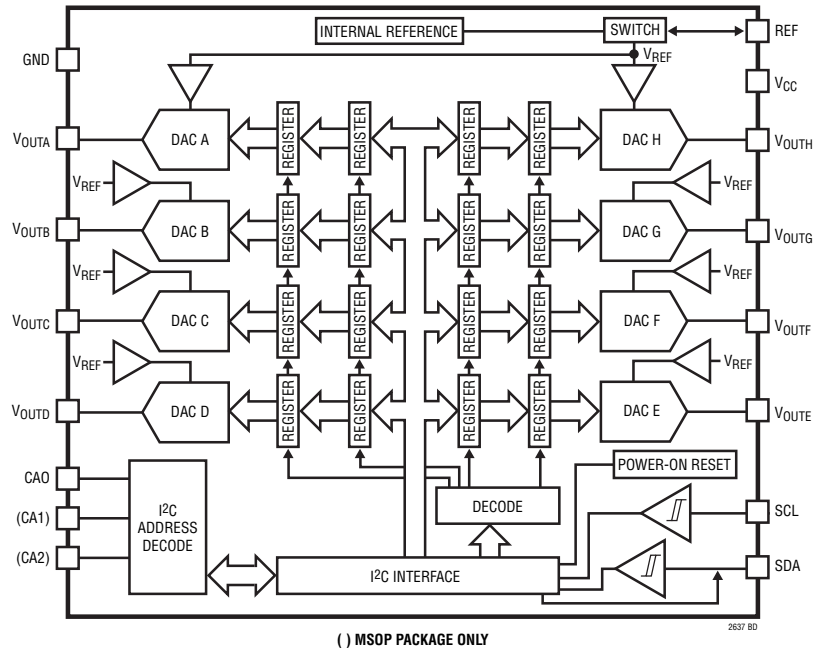 INTERNAL REFERENCE
SWITCH
REF
GND
VREF
VCC
VOUTA
DAC A
REGISTER
REGISTER
REGISTER
REGISTER
DAC H
VOUTH
VREF
VREF
VOUTB
DAC B
REGISTER
REGISTER
REGISTER
REGISTER
DAC G
VOUTG
VREF
VREF
VOUTC
DAC C
REGISTER
REGISTER
REGISTER
REGISTER
DAC F
VOUTF
VREF
VREF
VOUTD
DAC D
REGISTER
REGISTER
REGISTER
REGISTER
DAC E
VOUTE
CA0
(CA1)
(CA2)
I2C
ADDRESS
DECODE
POWER-ON RESET
DECODE
SCL
I2C INTERFACE
SDA
2637 BD
( ) MSOP PACKAGE ONLY